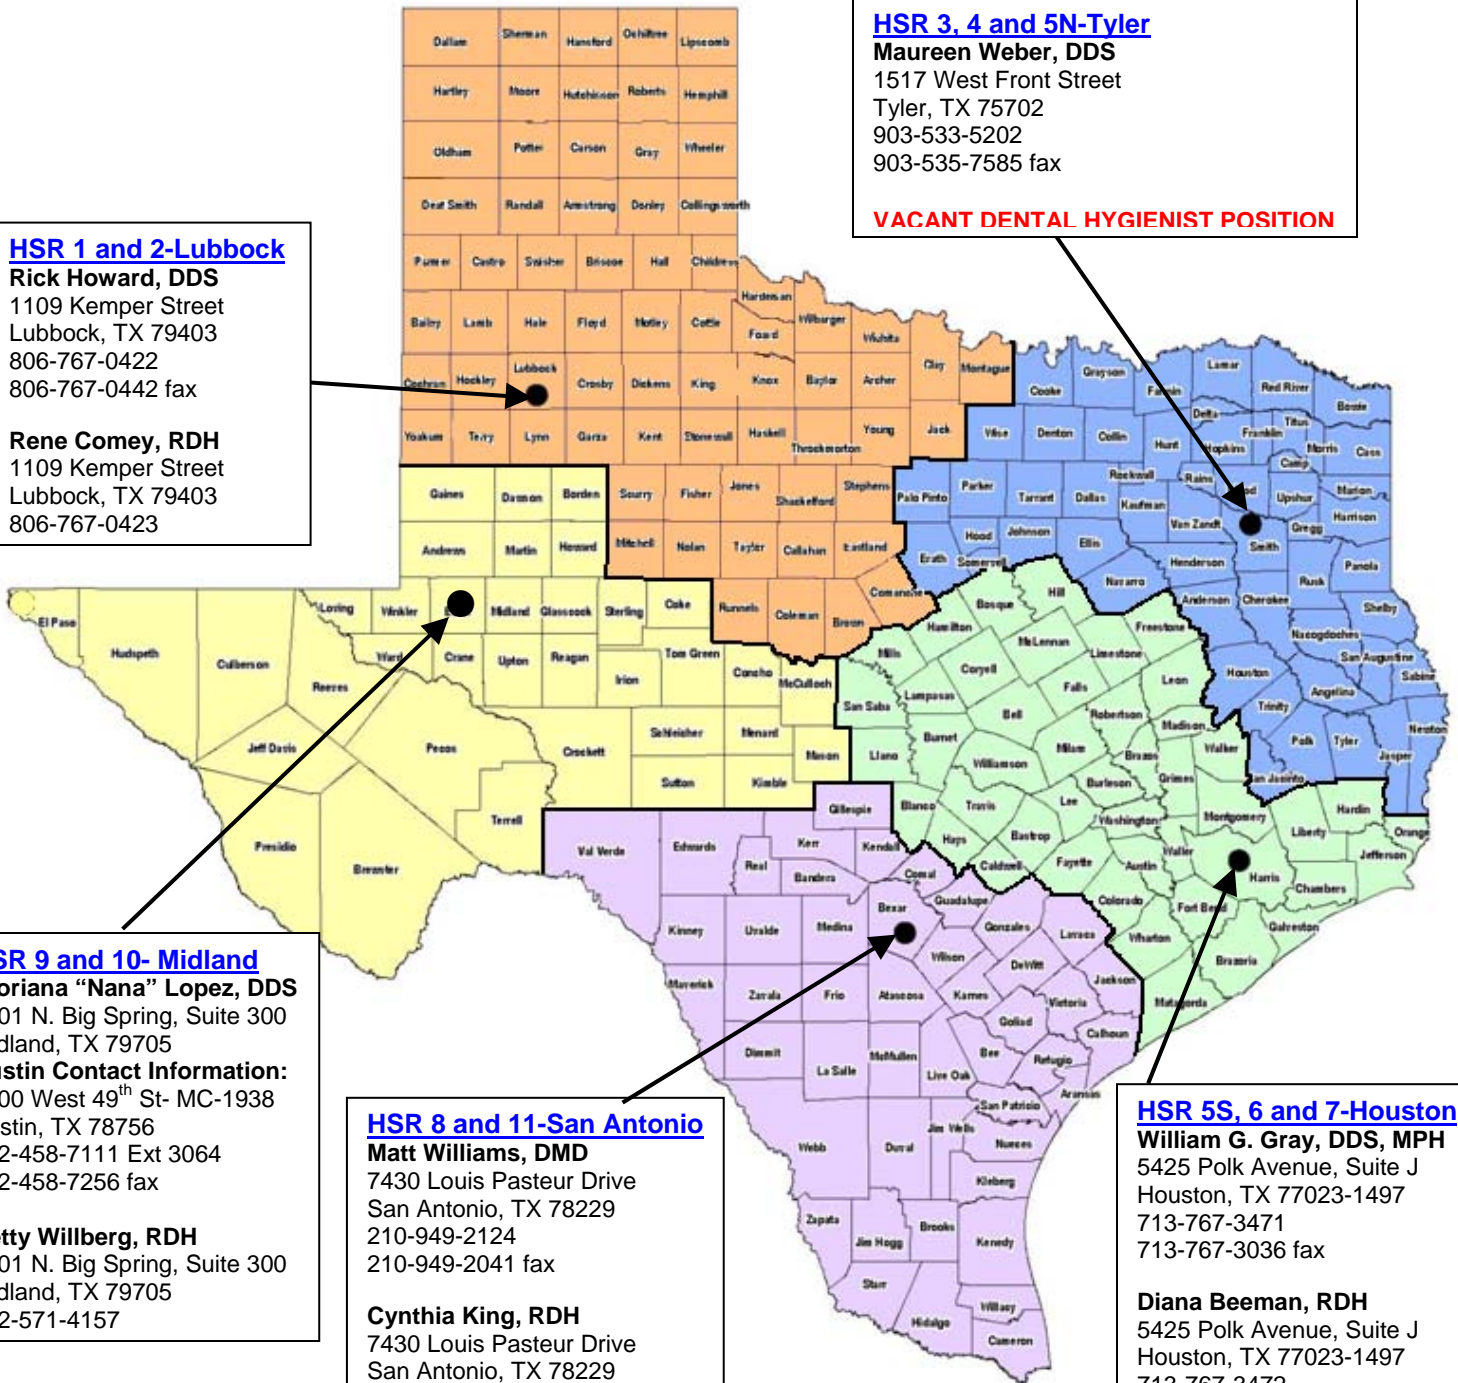 HSR 3, 4 and 5N-Tyler
Maureen Weber, DDS
1517 West Front Street
Tyler, TX 75702
903-533-5202
903-535-7585 fax
VACANT DENTAL HYGIENIST POSITION
HSR 1 and 2-Lubbock
Rick Howard, DDS
1109 Kemper Street
Lubbock, TX 79403
806-767-0422
806-767-0442 fax
Rene Comey, RDH
1109 Kemper Street
Lubbock, TX 79403
806-767-0423
Dallam Sherman Hansford Ochiltree Lipscomb
Hartley Moore Hutchinson Roberts Hemphill
Oldham Potter Carson Gray Wheeler
Deaf Smith Randall Armstrong Donley Collingsworth
Parmer Castro Swisher Briscoe Hall Childress
Hardeman
Bailey Lamb Hale Floyd Motley Cottle Foard Wilbarger Wichita
Clay Montague
Cochran Hockley Lubbock Crosby Dickens King Knox Baylor Archer
Yoakum Terry Lynn Garza Kent Stonewall Haskell Throckmorton Young Jack
Scurry Fisher Jones Shackelford Stephens
Mitchell Nolan Taylor Callahan Eastland
Runnels Coleman Brown Comanche
Cooke Grayson Fannin Lamar Red River Bowie
Wise Denton Collin Hunt Delta Hopkins Franklin Titus Camp Morris Cass
Palo Pinto Parker Tarrant Dallas Rockwall Kaufman Rains Upshur Marion
Hood Johnson Ellis Van Zandt Smith Gregg Harrison
Erath Somervell Navarro Henderson Rusk Panola
Anderson Cherokee Shelby
Nacogdoches San Augustine Sabine
Houston Angelina
Trinity Polk Tyler Jasper Newton
San Jacinto
Gaines Dawson Borden
Andrews Martin Howard
El Paso Loving Winkler Midland Glasscock Sterling Coke
Hudspeth Culberson Reeves Ward Crane Upton Reagan Irion Tom Green Concho McCulloch
Jeff Davis Pecos Crockett Schleicher Menard Mason
Sutton Kimble
Presidio Brewster Terrell
Hill Bosque Hamilton McLennan Limestone Freestone
Mills Coryell Falls Leon
San Saba Lampasas Bell Robertson Madison Walker
Llano Burnet Williamson Milam Brazos Grimes
Blanco Travis Lee Burleson Washington Montgomery Liberty Hardin Orange
Hays Bastrop Caldwell Fayette Austin Waller Harris Chambers Jefferson
Colorado Fort Bend Galveston
Wharton Brazoria
Matagorda
Gillespie
Val Verde Edwards Real Kerr Kendall
Bandera Comal
Kinney Uvalde Medina Bexar Guadalupe Gonzales Lavaca
Wilson DeWitt Jackson
Maverick Zavala Frio Atascosa Karnes Victoria
Goliad Calhoun
Dimmit La Salle McMullen Live Oak Bee Refugio
Aransas
San Patricio
Webb Duval Jim Wells Nueces
Kleberg
Zapata Jim Hogg Brooks Kenedy
Starr Hidalgo Willacy
Cameron
SR 9 and 10- Midland
oriana “Nana” Lopez, DDS
01 N. Big Spring, Suite 300
dland, TX 79705
ustin Contact Information:
00 West 49th St- MC-1938
stin, TX 78756
2-458-7111 Ext 3064
2-458-7256 fax
etty Willberg, RDH
01 N. Big Spring, Suite 300
dland, TX 79705
2-571-4157
HSR 8 and 11-San Antonio
Matt Williams, DMD
7430 Louis Pasteur Drive
San Antonio, TX 78229
210-949-2124
210-949-2041 fax
Cynthia King, RDH
7430 Louis Pasteur Drive
San Antonio, TX 78229
HSR 5S, 6 and 7-Houston
William G. Gray, DDS, MPH
5425 Polk Avenue, Suite J
Houston, TX 77023-1497
713-767-3471
713-767-3036 fax
Diana Beeman, RDH
5425 Polk Avenue, Suite J
Houston, TX 77023-1497
713-767-3472